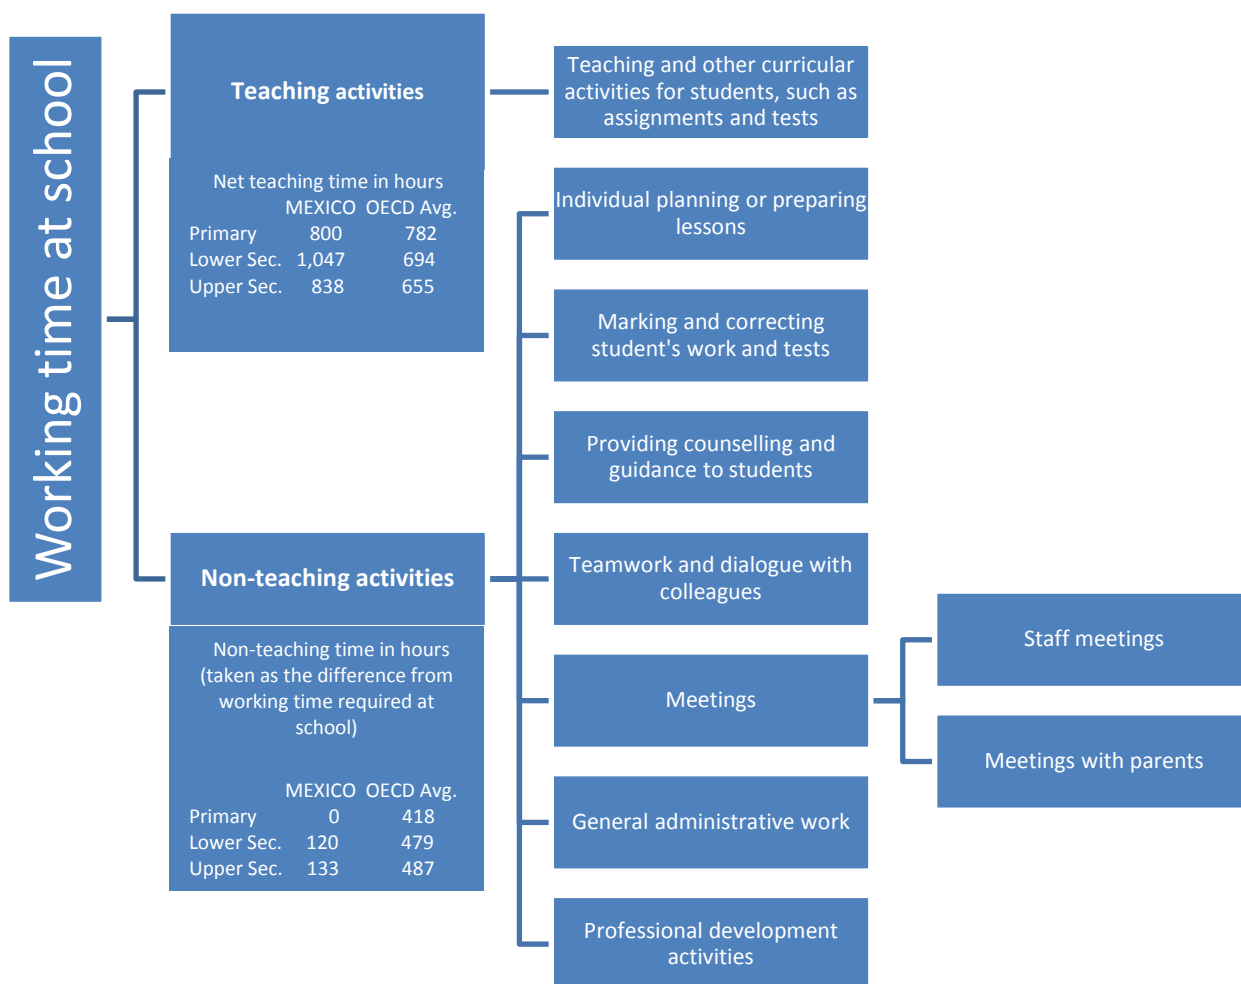 Working time at school
Teaching activities
Net teaching time in hours
MEXICO OECD Avg.
Primary 800 782
Lower Sec. 1,047 694
Upper Sec. 838 655
Teaching and other curricular
activities for students, such as
assignments and tests
Non-teaching activities
Non-teaching time in hours
(taken as the difference from
working time required at
school)
MEXICO OECD Avg.
Primary 0 418
Lower Sec. 120 479
Upper Sec. 133 487
Individual planning or preparing
lessons
Marking and correcting
student's work and tests
Providing counselling and
guidance to students
Teamwork and dialogue with
colleagues
Meetings
Staff meetings
Meetings with parents
General administrative work
Professional development
activities